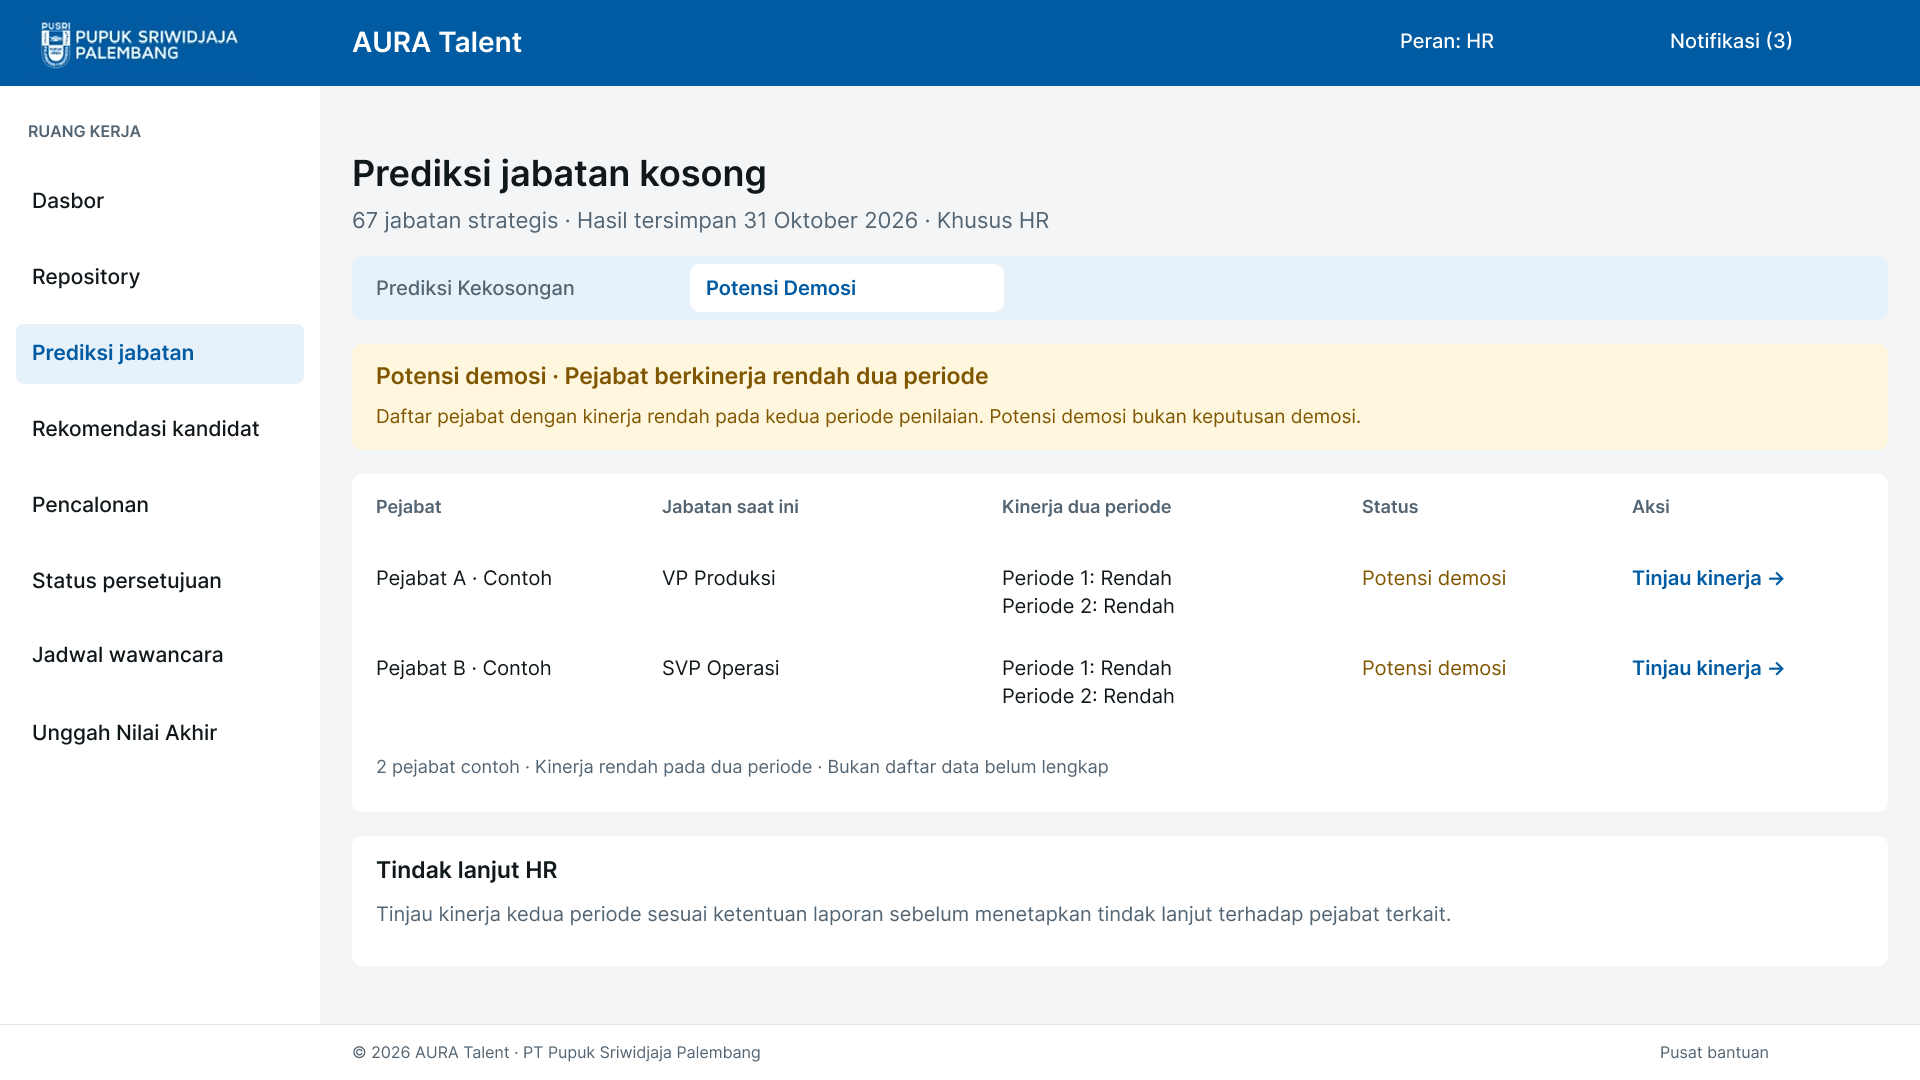 PUSRI
PUPUK SRIWIDJAJA
PALEMBANG
AURA Talent
Peran: HR
Notifikasi (3)
RUANG KERJA
Dasbor
Repository
Prediksi jabatan
Rekomendasi kandidat
Pencalonan
Status persetujuan
Jadwal wawancara
Unggah Nilai Akhir
Prediksi jabatan kosong
67 jabatan strategis · Hasil tersimpan 31 Oktober 2026 · Khusus HR
Prediksi Kekosongan
Potensi Demosi
Potensi demosi · Pejabat berkinerja rendah dua periode
Daftar pejabat dengan kinerja rendah pada kedua periode penilaian. Potensi demosi bukan keputusan demosi.
Pejabat
Jabatan saat ini
Kinerja dua periode
Status
Aksi
Pejabat A · Contoh
VP Produksi
Periode 1: Rendah
Periode 2: Rendah
Potensi demosi
Tinjau kinerja →
Pejabat B · Contoh
SVP Operasi
Periode 1: Rendah
Periode 2: Rendah
Potensi demosi
Tinjau kinerja →
2 pejabat contoh · Kinerja rendah pada dua periode · Bukan daftar data belum lengkap
Tindak lanjut HR
Tinjau kinerja kedua periode sesuai ketentuan laporan sebelum menetapkan tindak lanjut terhadap pejabat terkait.
© 2026 AURA Talent · PT Pupuk Sriwidjaja Palembang
Pusat bantuan